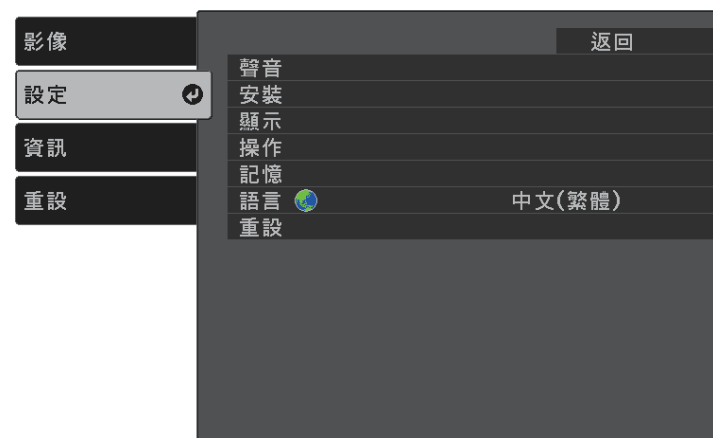 影像
設定
資訊
重設
返回
聲音
安裝
顯示
操作
記憶
語言 中文(繁體)
重設